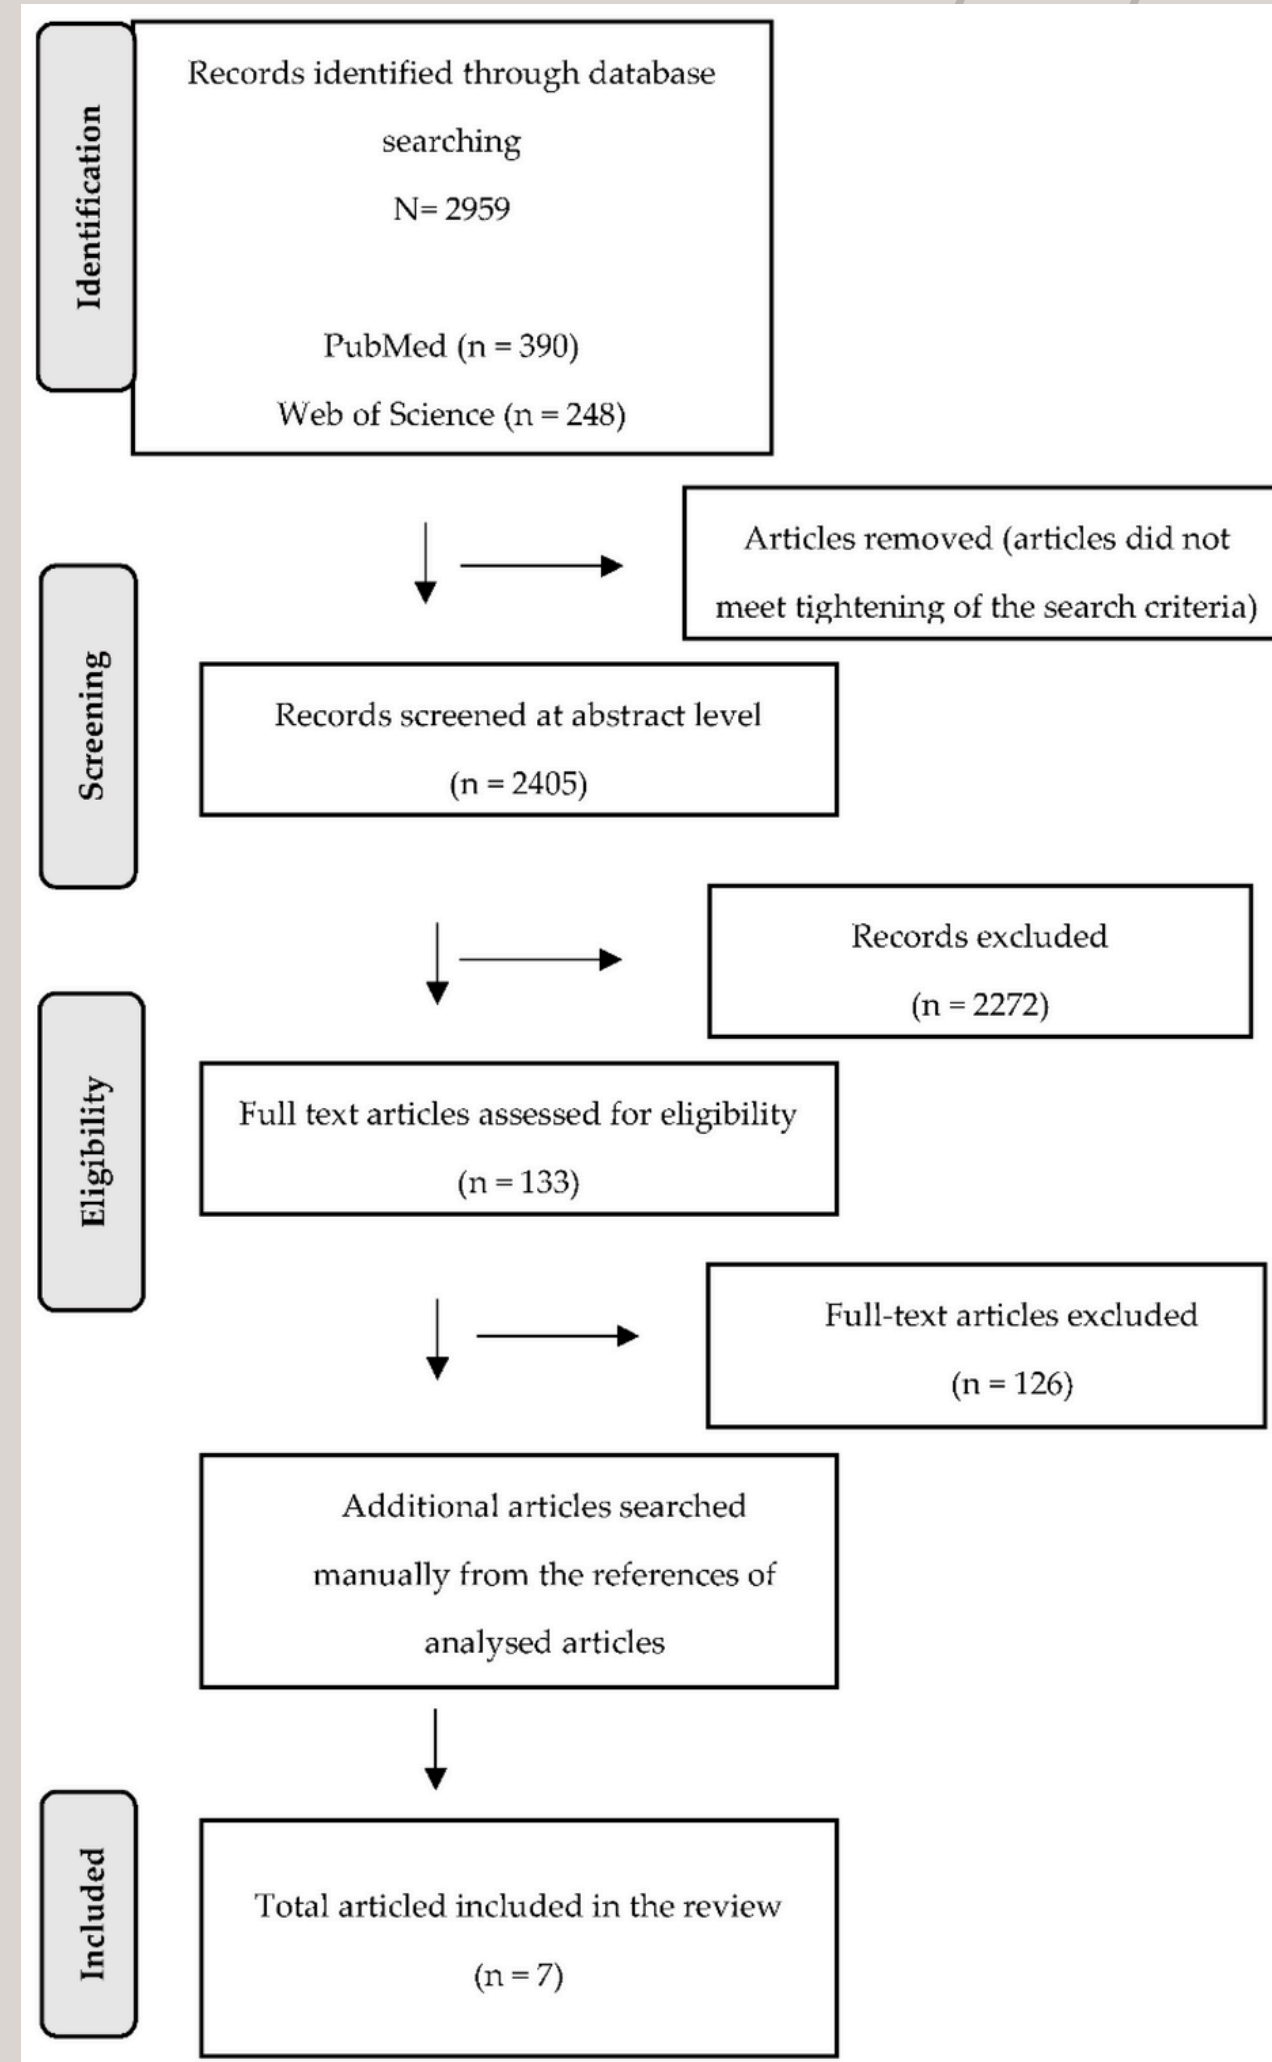 Identification
Records identified through database
searching
N= 2959
PubMed (n = 390)
Web of Science (n = 248)
Articles removed (articles did not
meet tightening of the search criteria)
Screening
Records screened at abstract level
(n = 2405)
Records excluded
(n = 2272)
Eligibility
Full text articles assessed for eligibility
(n = 133)
Full-text articles excluded
(n = 126)
Additional articles searched
manually from the references of
analysed articles
Included
Total articled included in the review
(n = 7)